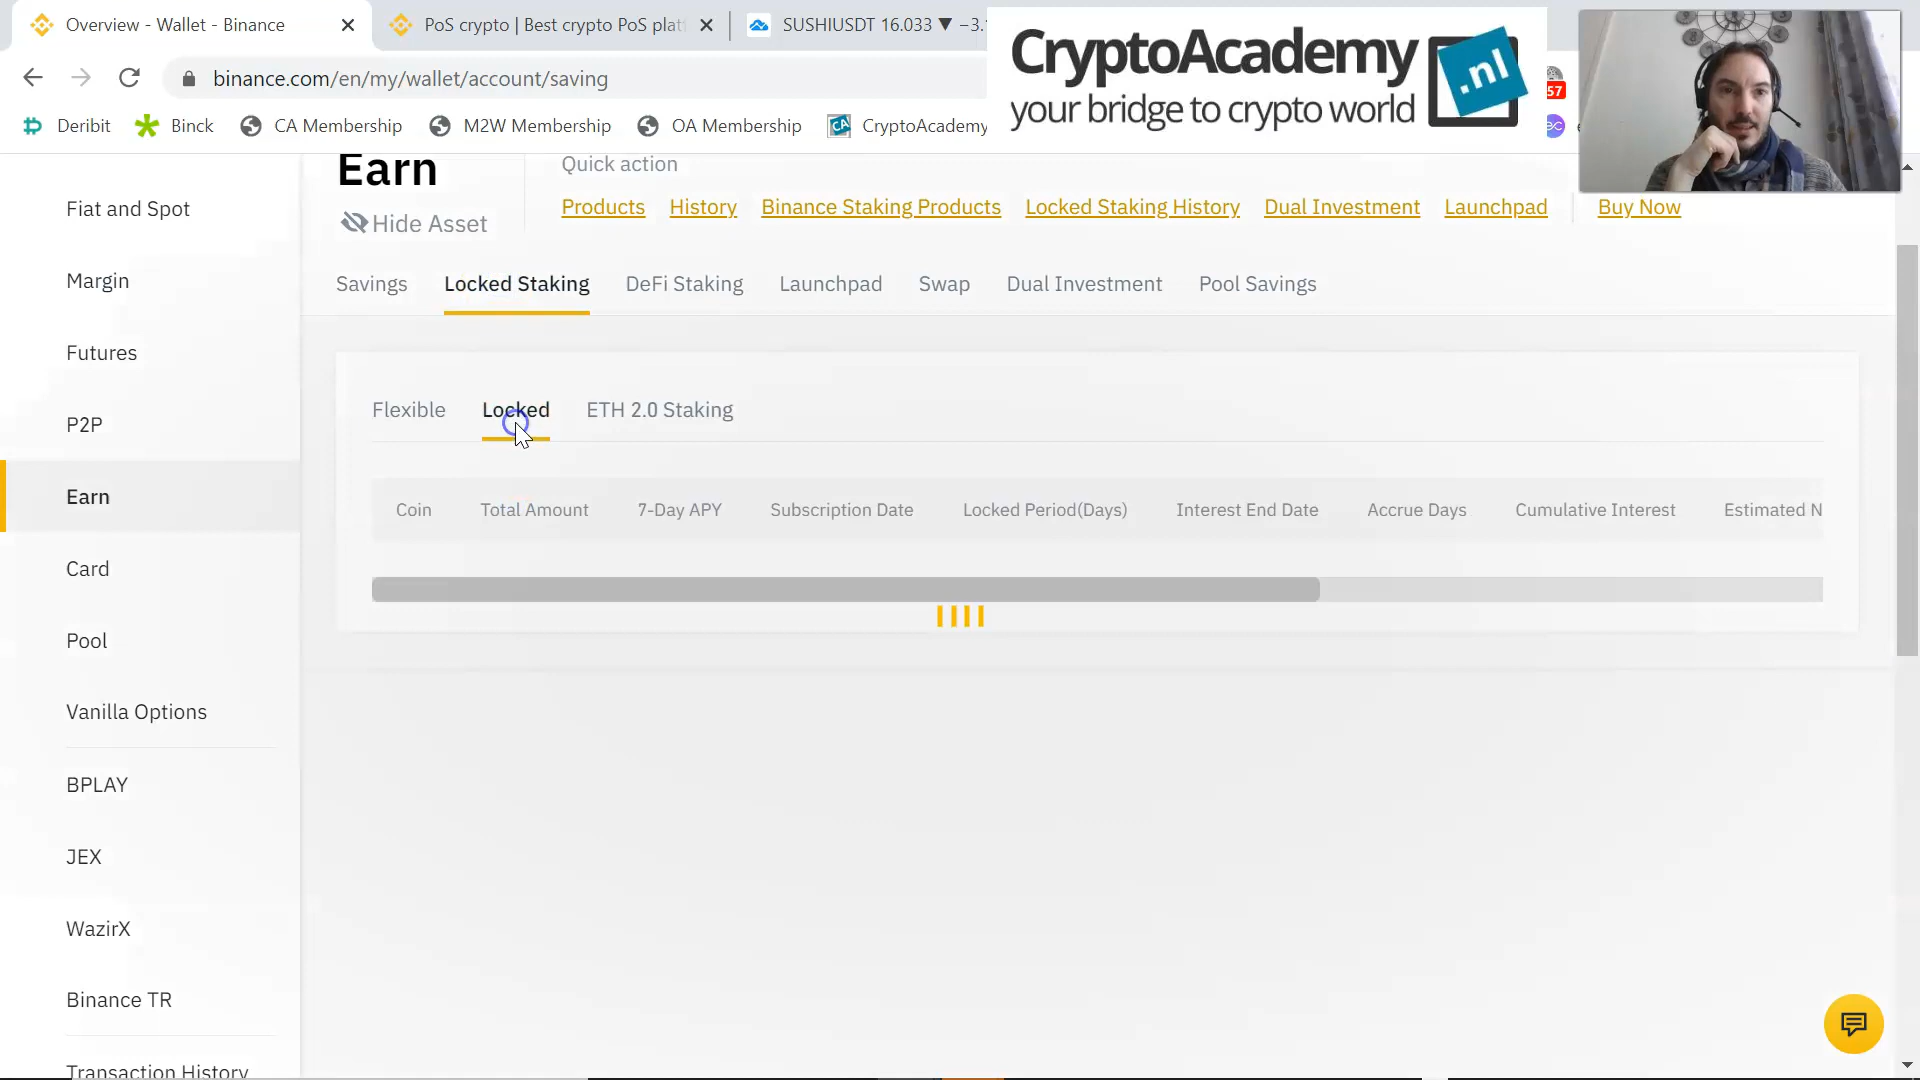 Overview - Wallet - Binance
PoS crypto | Best crypto PoS plat
SUSHIUSDT 16.033 ▼ −3.
binance.com/en/my/wallet/account/saving
CryptoAcademy
.nl
your bridge to crypto world
57
Deribit
Binck
CA Membership
M2W Membership
OA Membership
CA
CryptoAcademy
Earn
Hide Asset
Quick action
Products
History
Binance Staking Products
Locked Staking History
Dual Investment
Launchpad
Buy Now
Fiat and Spot
Margin
Futures
P2P
Earn
Card
Pool
Vanilla Options
BPLAY
JEX
WazirX
Binance TR
Transaction History
Savings
Locked Staking
DeFi Staking
Launchpad
Swap
Dual Investment
Pool Savings
Flexible
Locked
ETH 2.0 Staking
Coin
Total Amount
7-Day APY
Subscription Date
Locked Period(Days)
Interest End Date
Accrue Days
Cumulative Interest
Estimated N